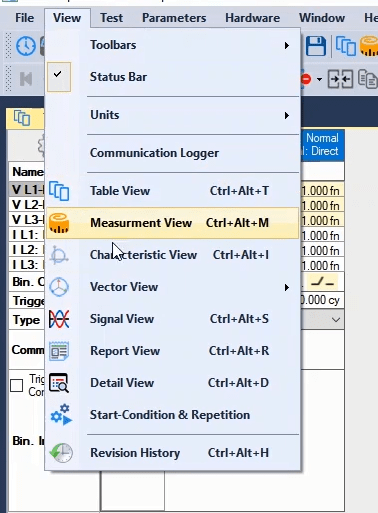 File View Test Parameters Hardware Window
Toolbars
Status Bar
Units
Communication Logger
Normal
: Direct
Name
Table View Ctrl+Alt+T
V L1-
1.000 fn
V L2-
Measurment View Ctrl+Alt+M
1.000 fn
V L3-
1.000 fn
I L1:
1.000 fn
I L2:
Characteristic View Ctrl+Alt+I
1.000 fn
I L3:
1.000 fn
Bin. O
Vector View
Trigge
0.000 cy
Type
Signal View Ctrl+Alt+S
Comm
Report View Ctrl+Alt+R
Trig
Con
Detail View Ctrl+Alt+D
Start-Condition & Repetition
Bin. In
Revision History Ctrl+Alt+H